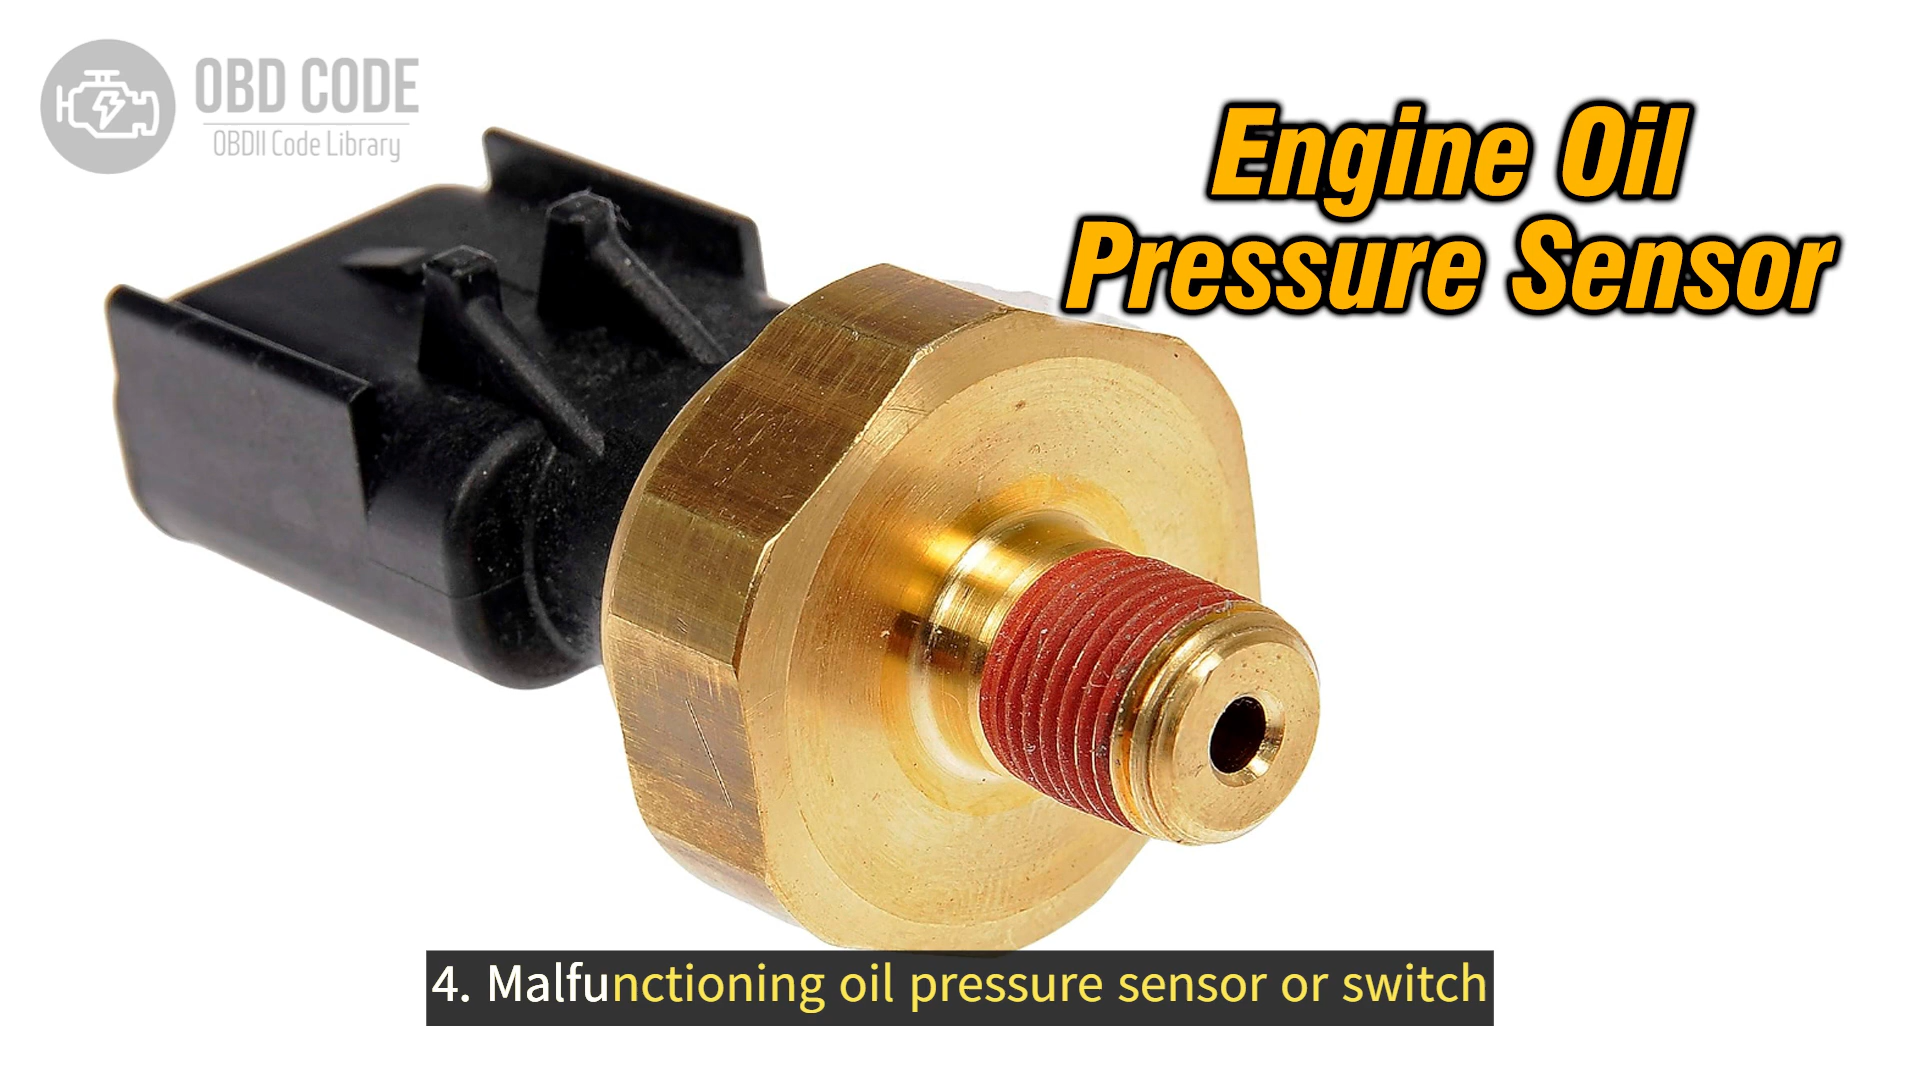 OBD CODE
OBDII Code Library
Engine Oil
Pressure Sensor
4. Malfunctioning oil pressure sensor or switch